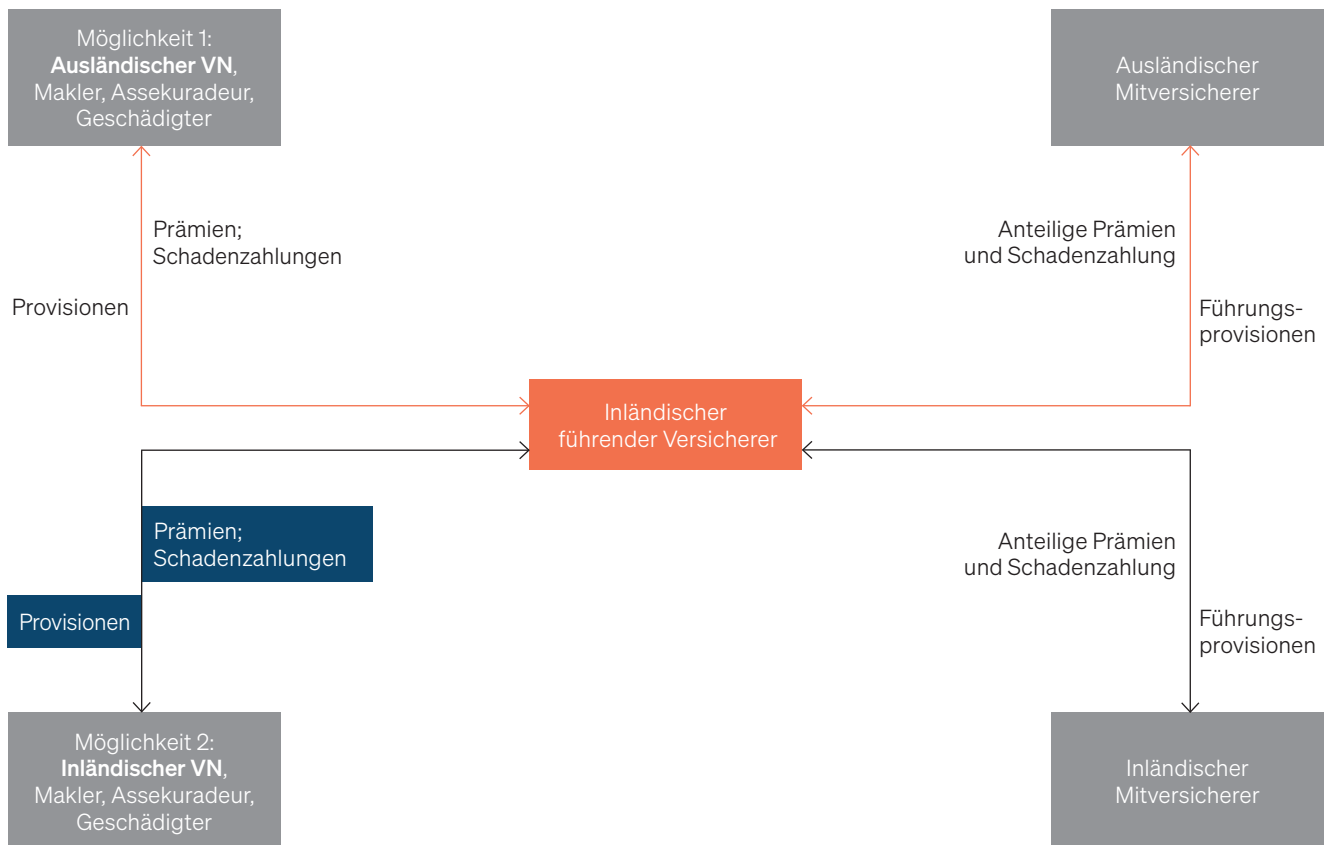 Möglichkeit 1:
Ausländischer VN,
Makler, Assekuradeur,
Geschädigter
Ausländischer
Mitversicherer
Prämien;
Schadenzahlungen
Provisionen
Anteilige Prämien
und Schadenzahlung
Führungs-
provisionen
Inländischer
führender Versicherer
Prämien;
Schadenzahlungen
Provisionen
Anteilige Prämien
und Schadenzahlung
Führungs-
provisionen
Möglichkeit 2:
Inländischer VN,
Makler, Assekuradeur,
Geschädigter
Inländischer
Mitversicherer